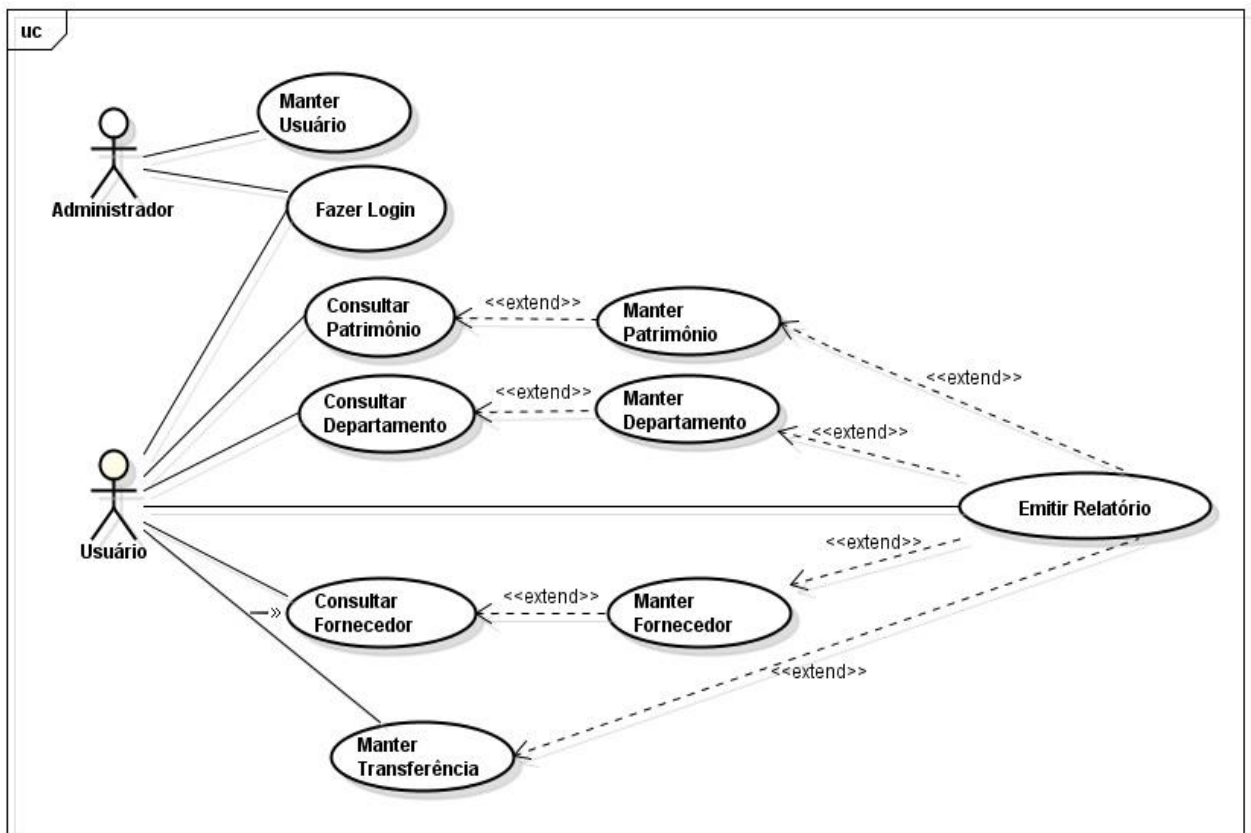 uc
Manter
Usuário
Administrador
Fazer Login
Consultar
Patrimônio
<<extend>>
Manter
Patrimônio
<<extend>>
Consultar
Departamento
<<extend>>
Manter
Departamento
<<extend>>
Usuário
Emitir Relatório
<<extend>>
Consultar
Fornecedor
<<extend>>
Manter
Fornecedor
<<extend>>
Manter
Transferência